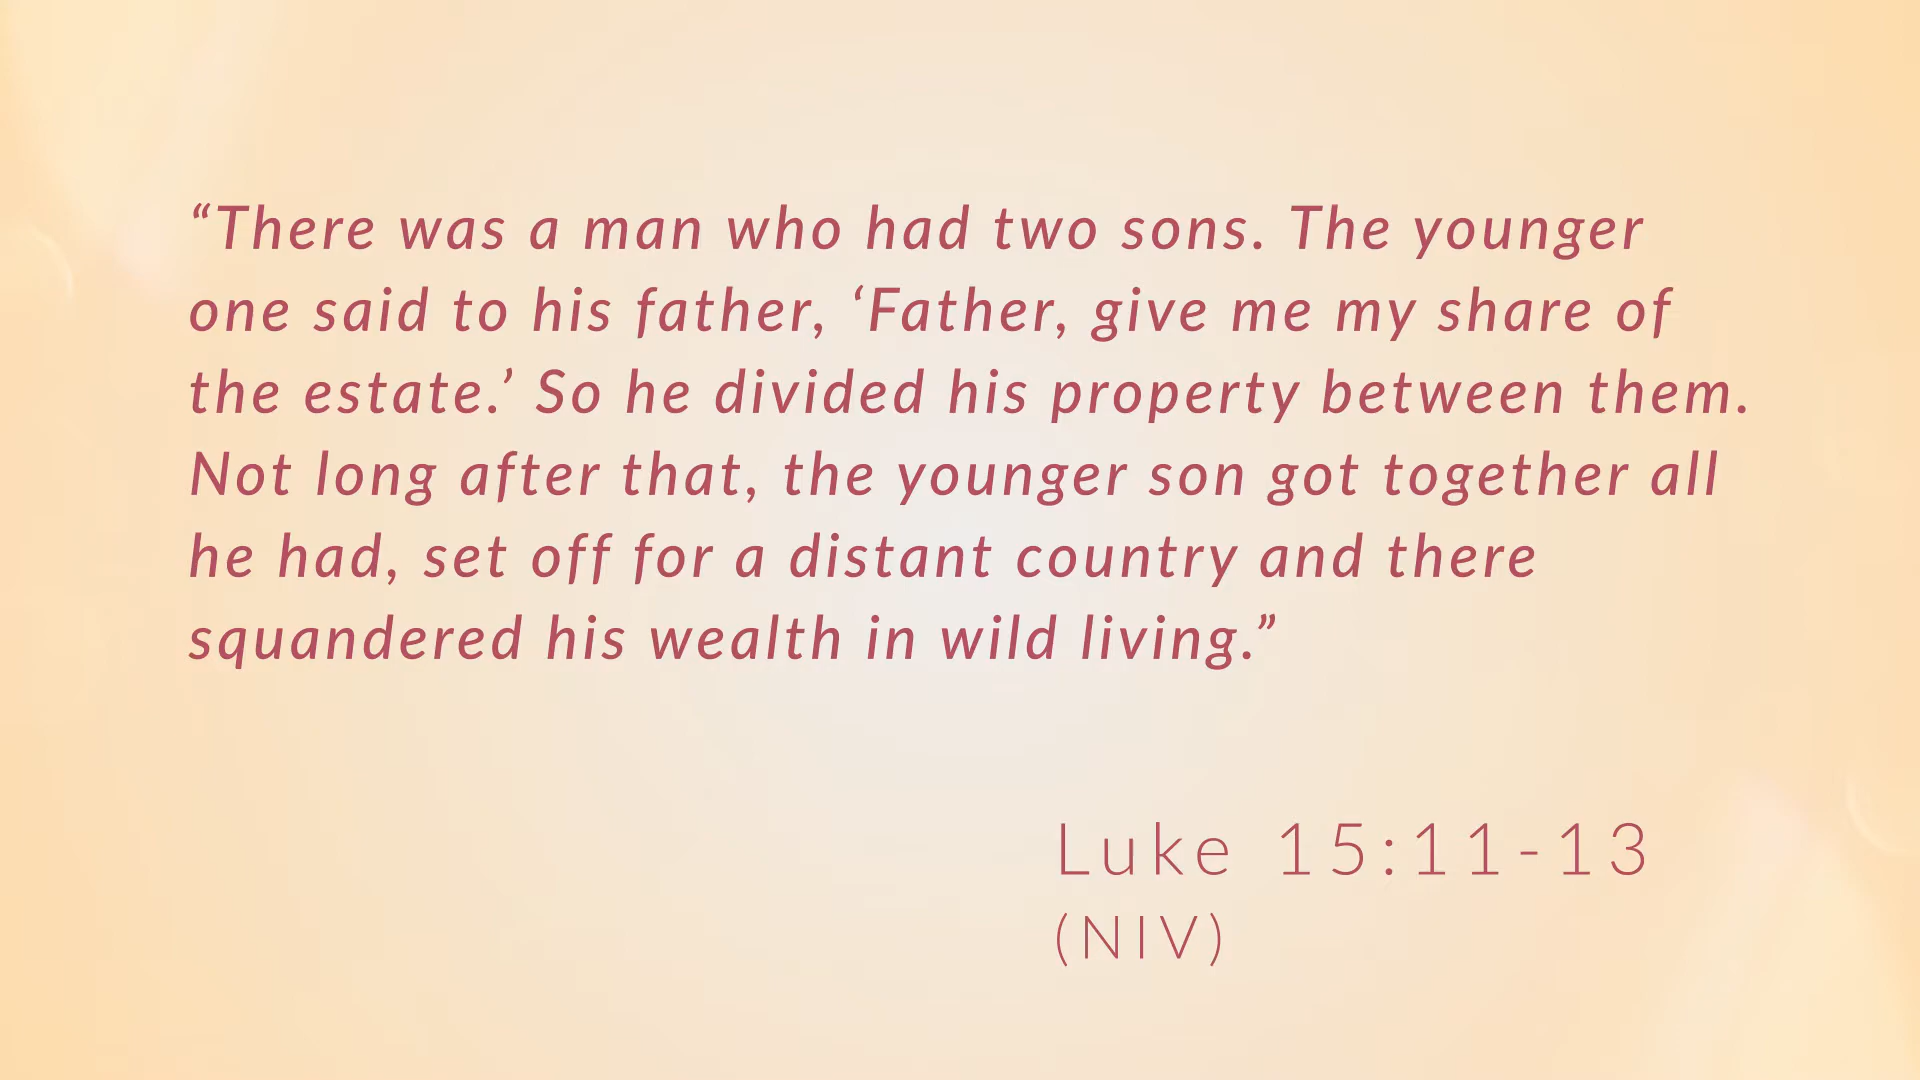 “There was a man who had two sons. The younger
one said to his father, ‘Father, give me my share of
the estate.’ So he divided his property between them.
Not long after that, the younger son got together all
he had, set off for a distant country and there
squandered his wealth in wild living.”
Luke 15:11-13
(NIV)